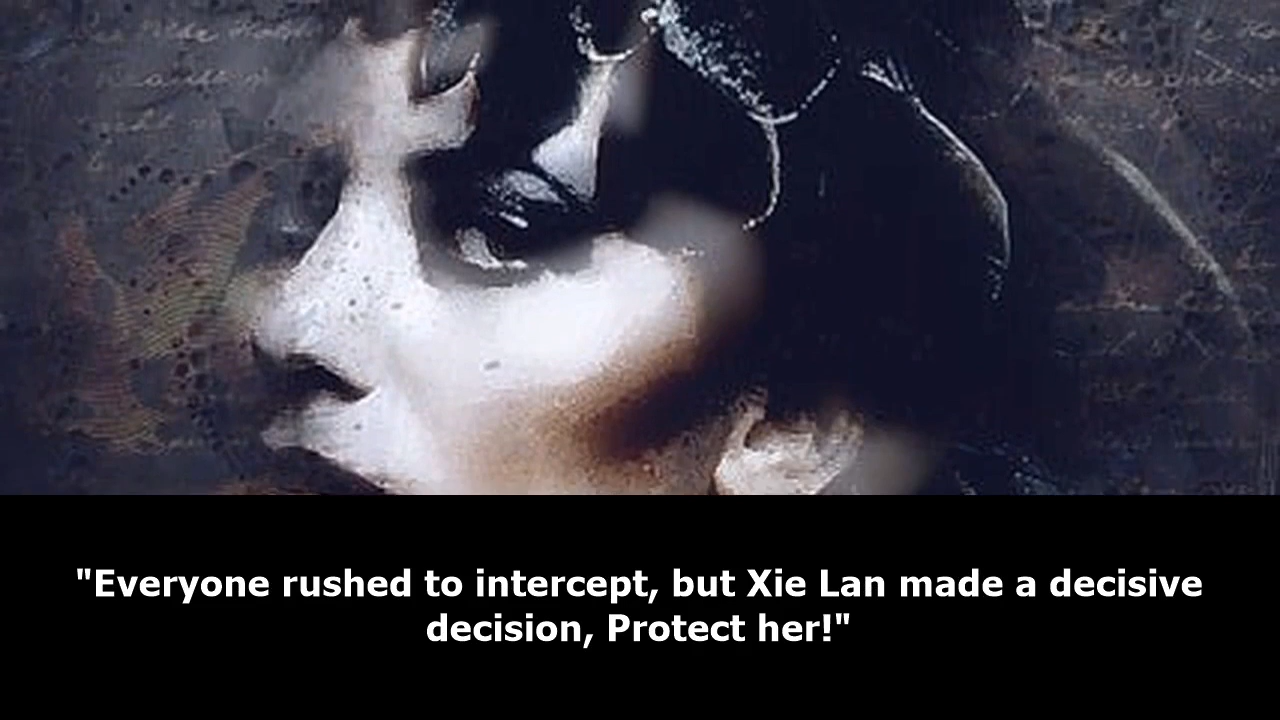 "Everyone rushed to intercept, but Xie Lan made a decisive
decision, Protect her!"